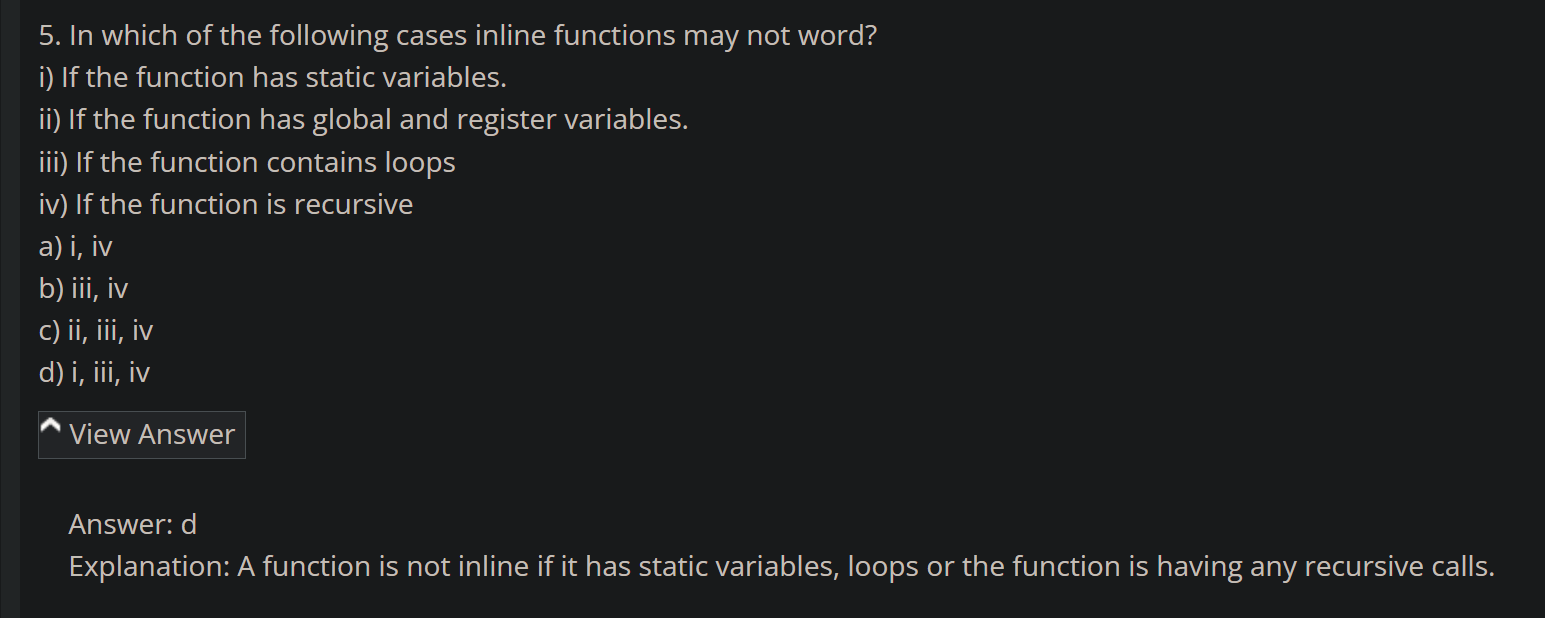 5. In which of the following cases inline functions may not word?
i) If the function has static variables.
ii) If the function has global and register variables.
iii) If the function contains loops
iv) If the function is recursive
a) i, iv
b) iii, iv
c) ii, iii, iv
d) i, iii, iv
View Answer
Answer: d
Explanation: A function is not inline if it has static variables, loops or the function is having any recursive calls.